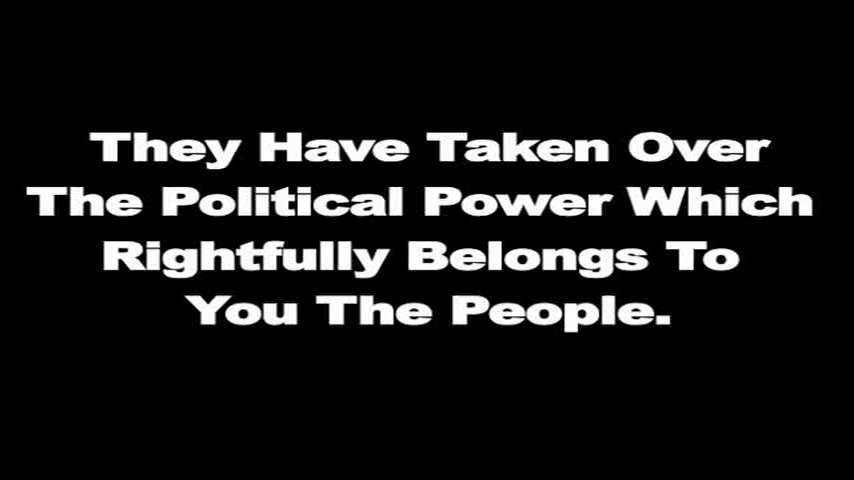 They Have Taken Over
The Political Power Which
Rightfully Belongs To
You The People.